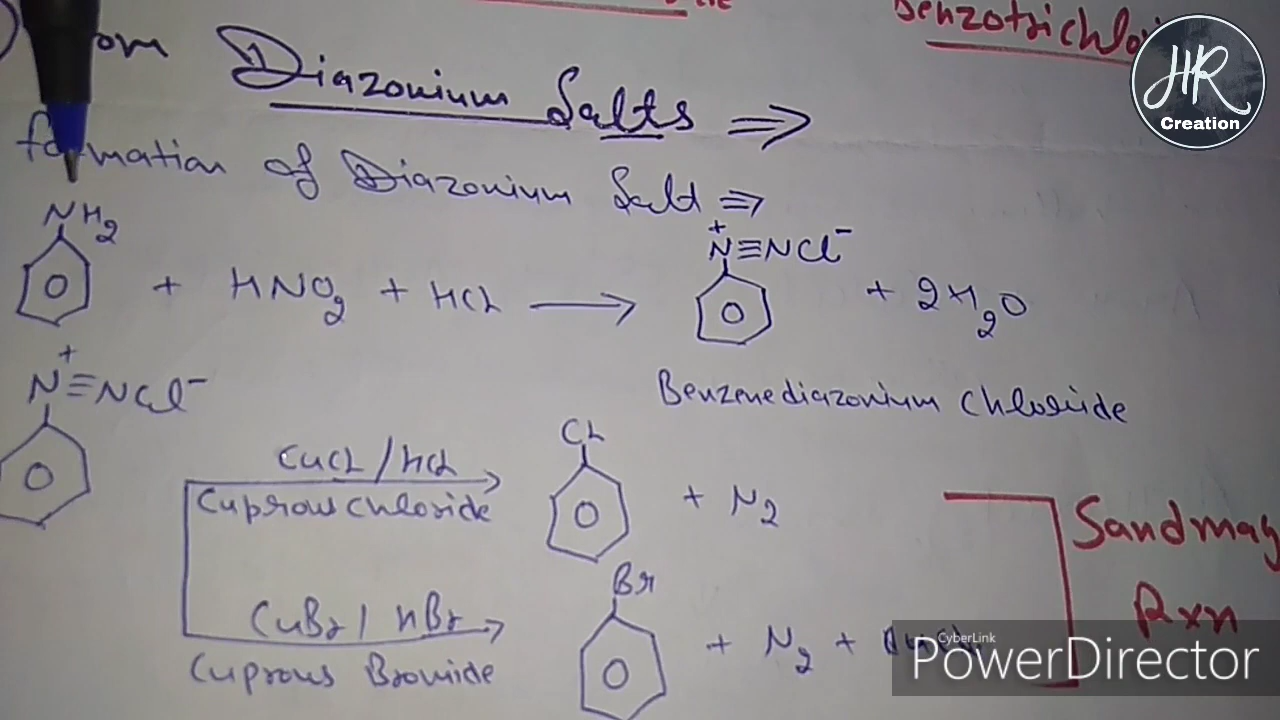 Benzotrichlo
HR
Creation
Diazonium Salts ⇒
formation of Diazonium Salt ⇒
NH2 + HNO2 + HCl ⟶ N⁺≡NCl⁻ + 2H2O
N⁺≡NCl⁻
Benzenediazonium Chloride
CuCl / HCl
Cuprous Chloride
Cl + N2
Sandmay
Rxn
CuBr / HBr
Cuprous Bromide
Br + N2 +
CyberLink
PowerDirector